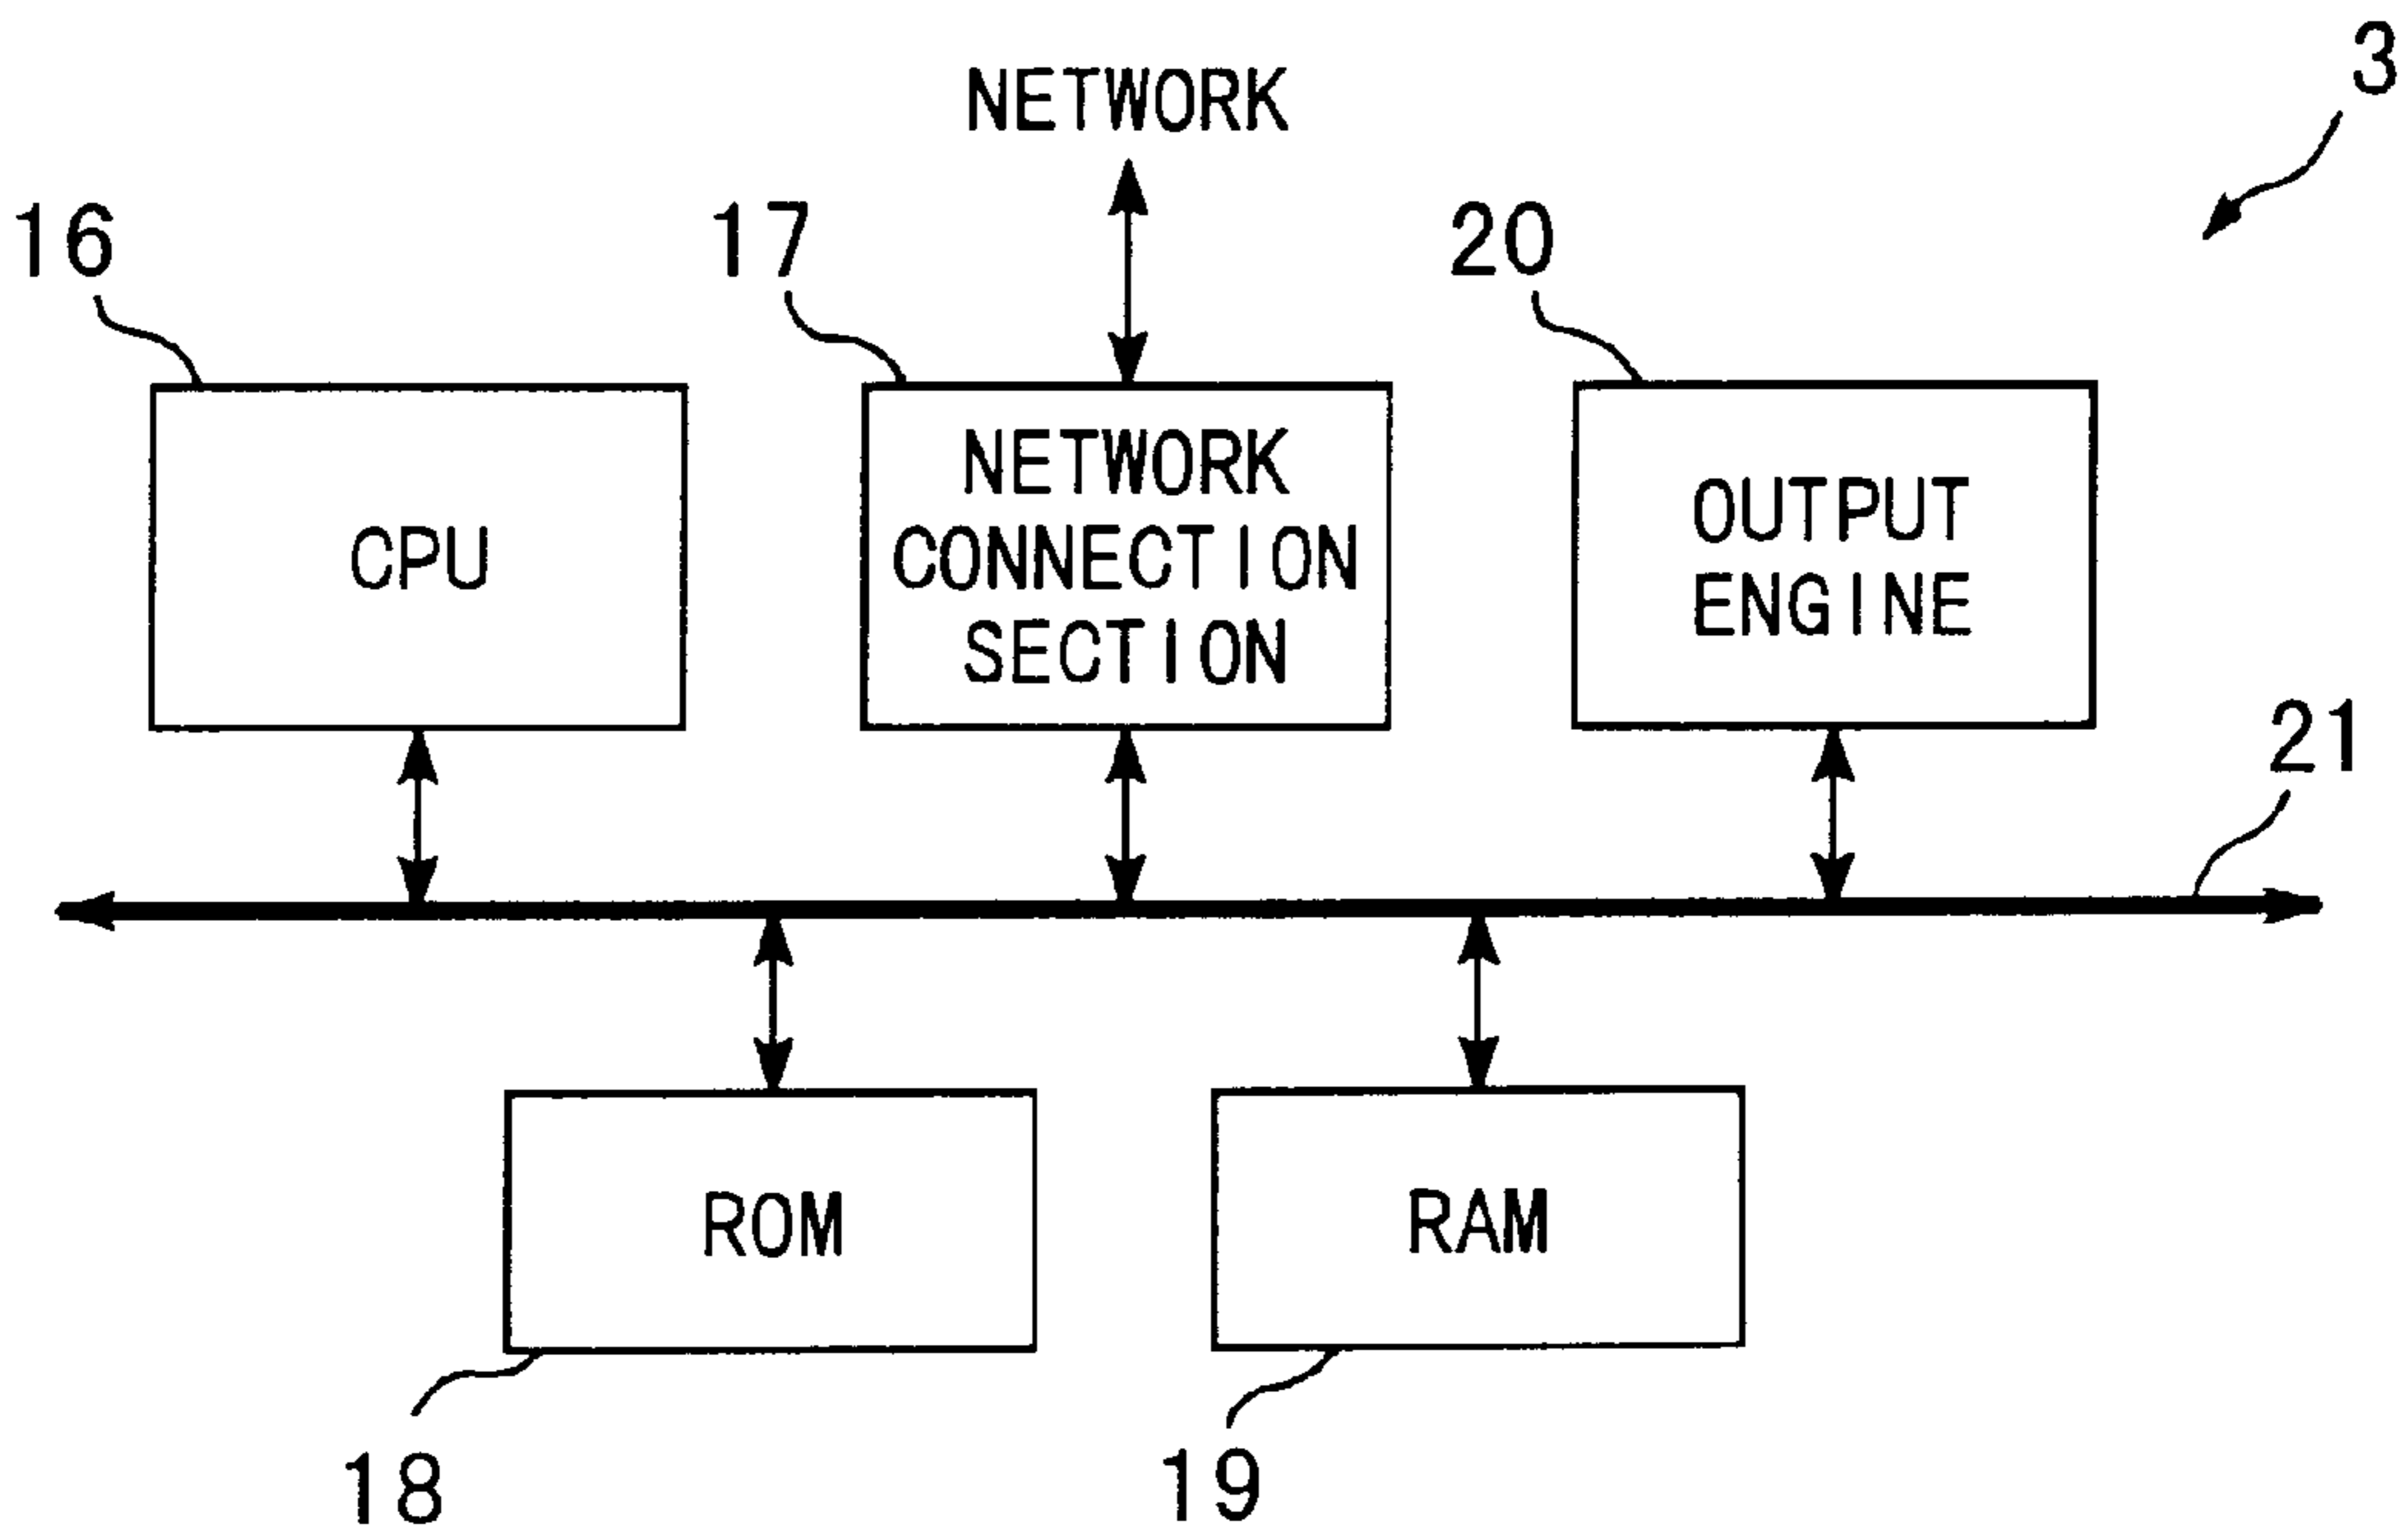 3
NETWORK
16
17
20
CPU
NETWORK
CONNECTION
SECTION
OUTPUT
ENGINE
21
ROM
RAM
18
19